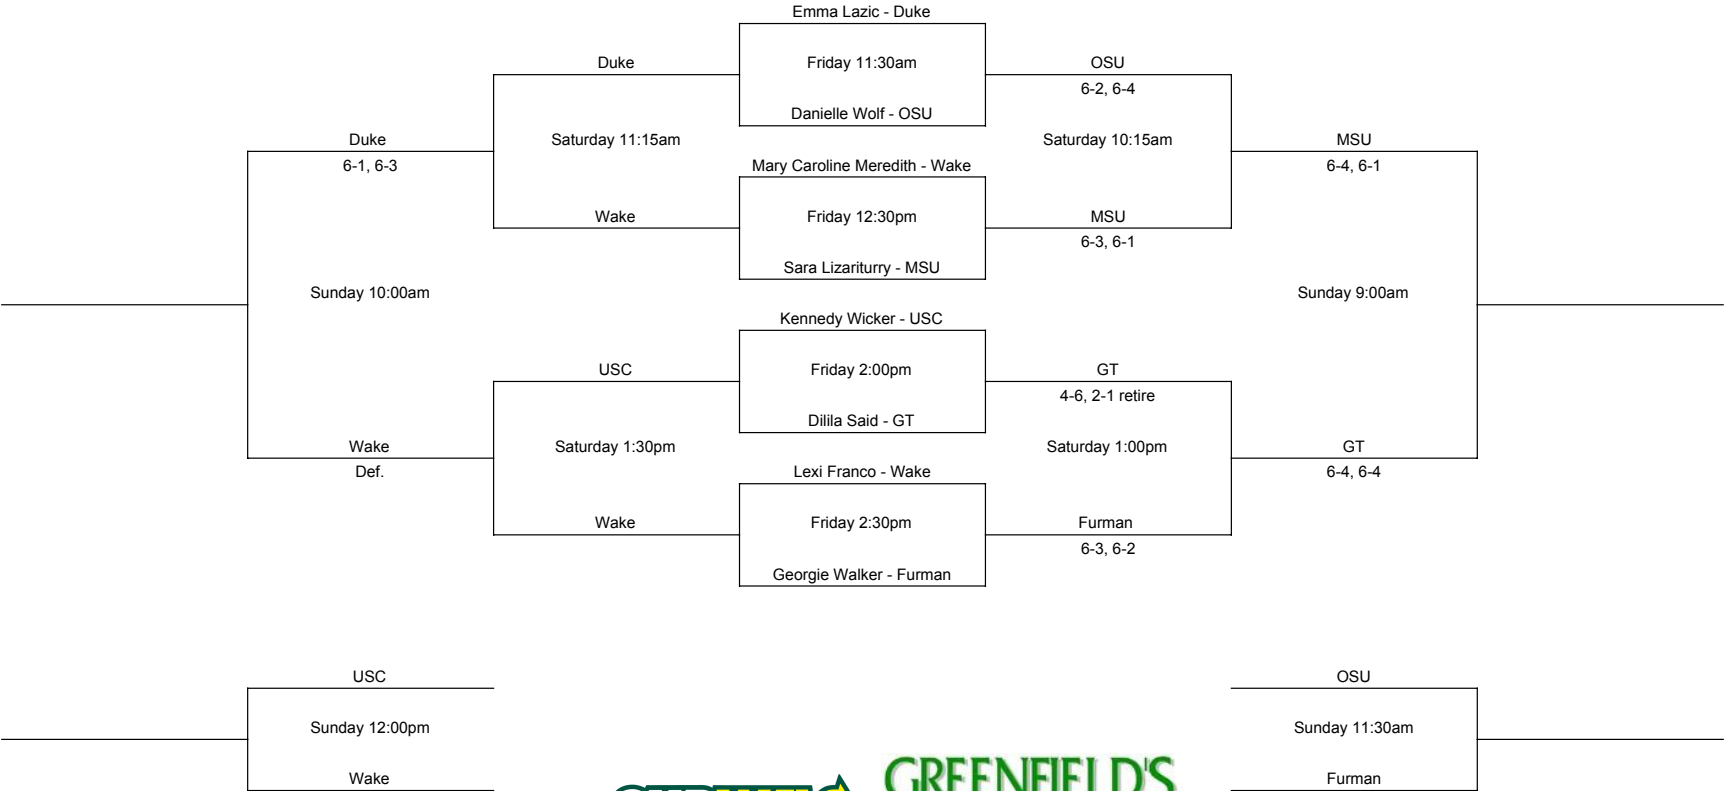 Emma Lazic - Duke
Duke
Friday 11:30am
OSU
6-2, 6-4
Danielle Wolf - OSU
Duke
Saturday 11:15am
Saturday 10:15am
MSU
6-1, 6-3
Mary Caroline Meredith - Wake
6-4, 6-1
Wake
Friday 12:30pm
MSU
6-3, 6-1
Sara Lizariturry - MSU
Sunday 10:00am
Sunday 9:00am
Kennedy Wicker - USC
USC
Friday 2:00pm
GT
4-6, 2-1 retire
Dilila Said - GT
Wake
Saturday 1:30pm
Saturday 1:00pm
GT
Def.
Lexi Franco - Wake
6-4, 6-4
Wake
Friday 2:30pm
Furman
6-3, 6-2
Georgie Walker - Furman
USC
OSU
Sunday 12:00pm
Sunday 11:30am
Wake
GREENFIELD'S
Furman